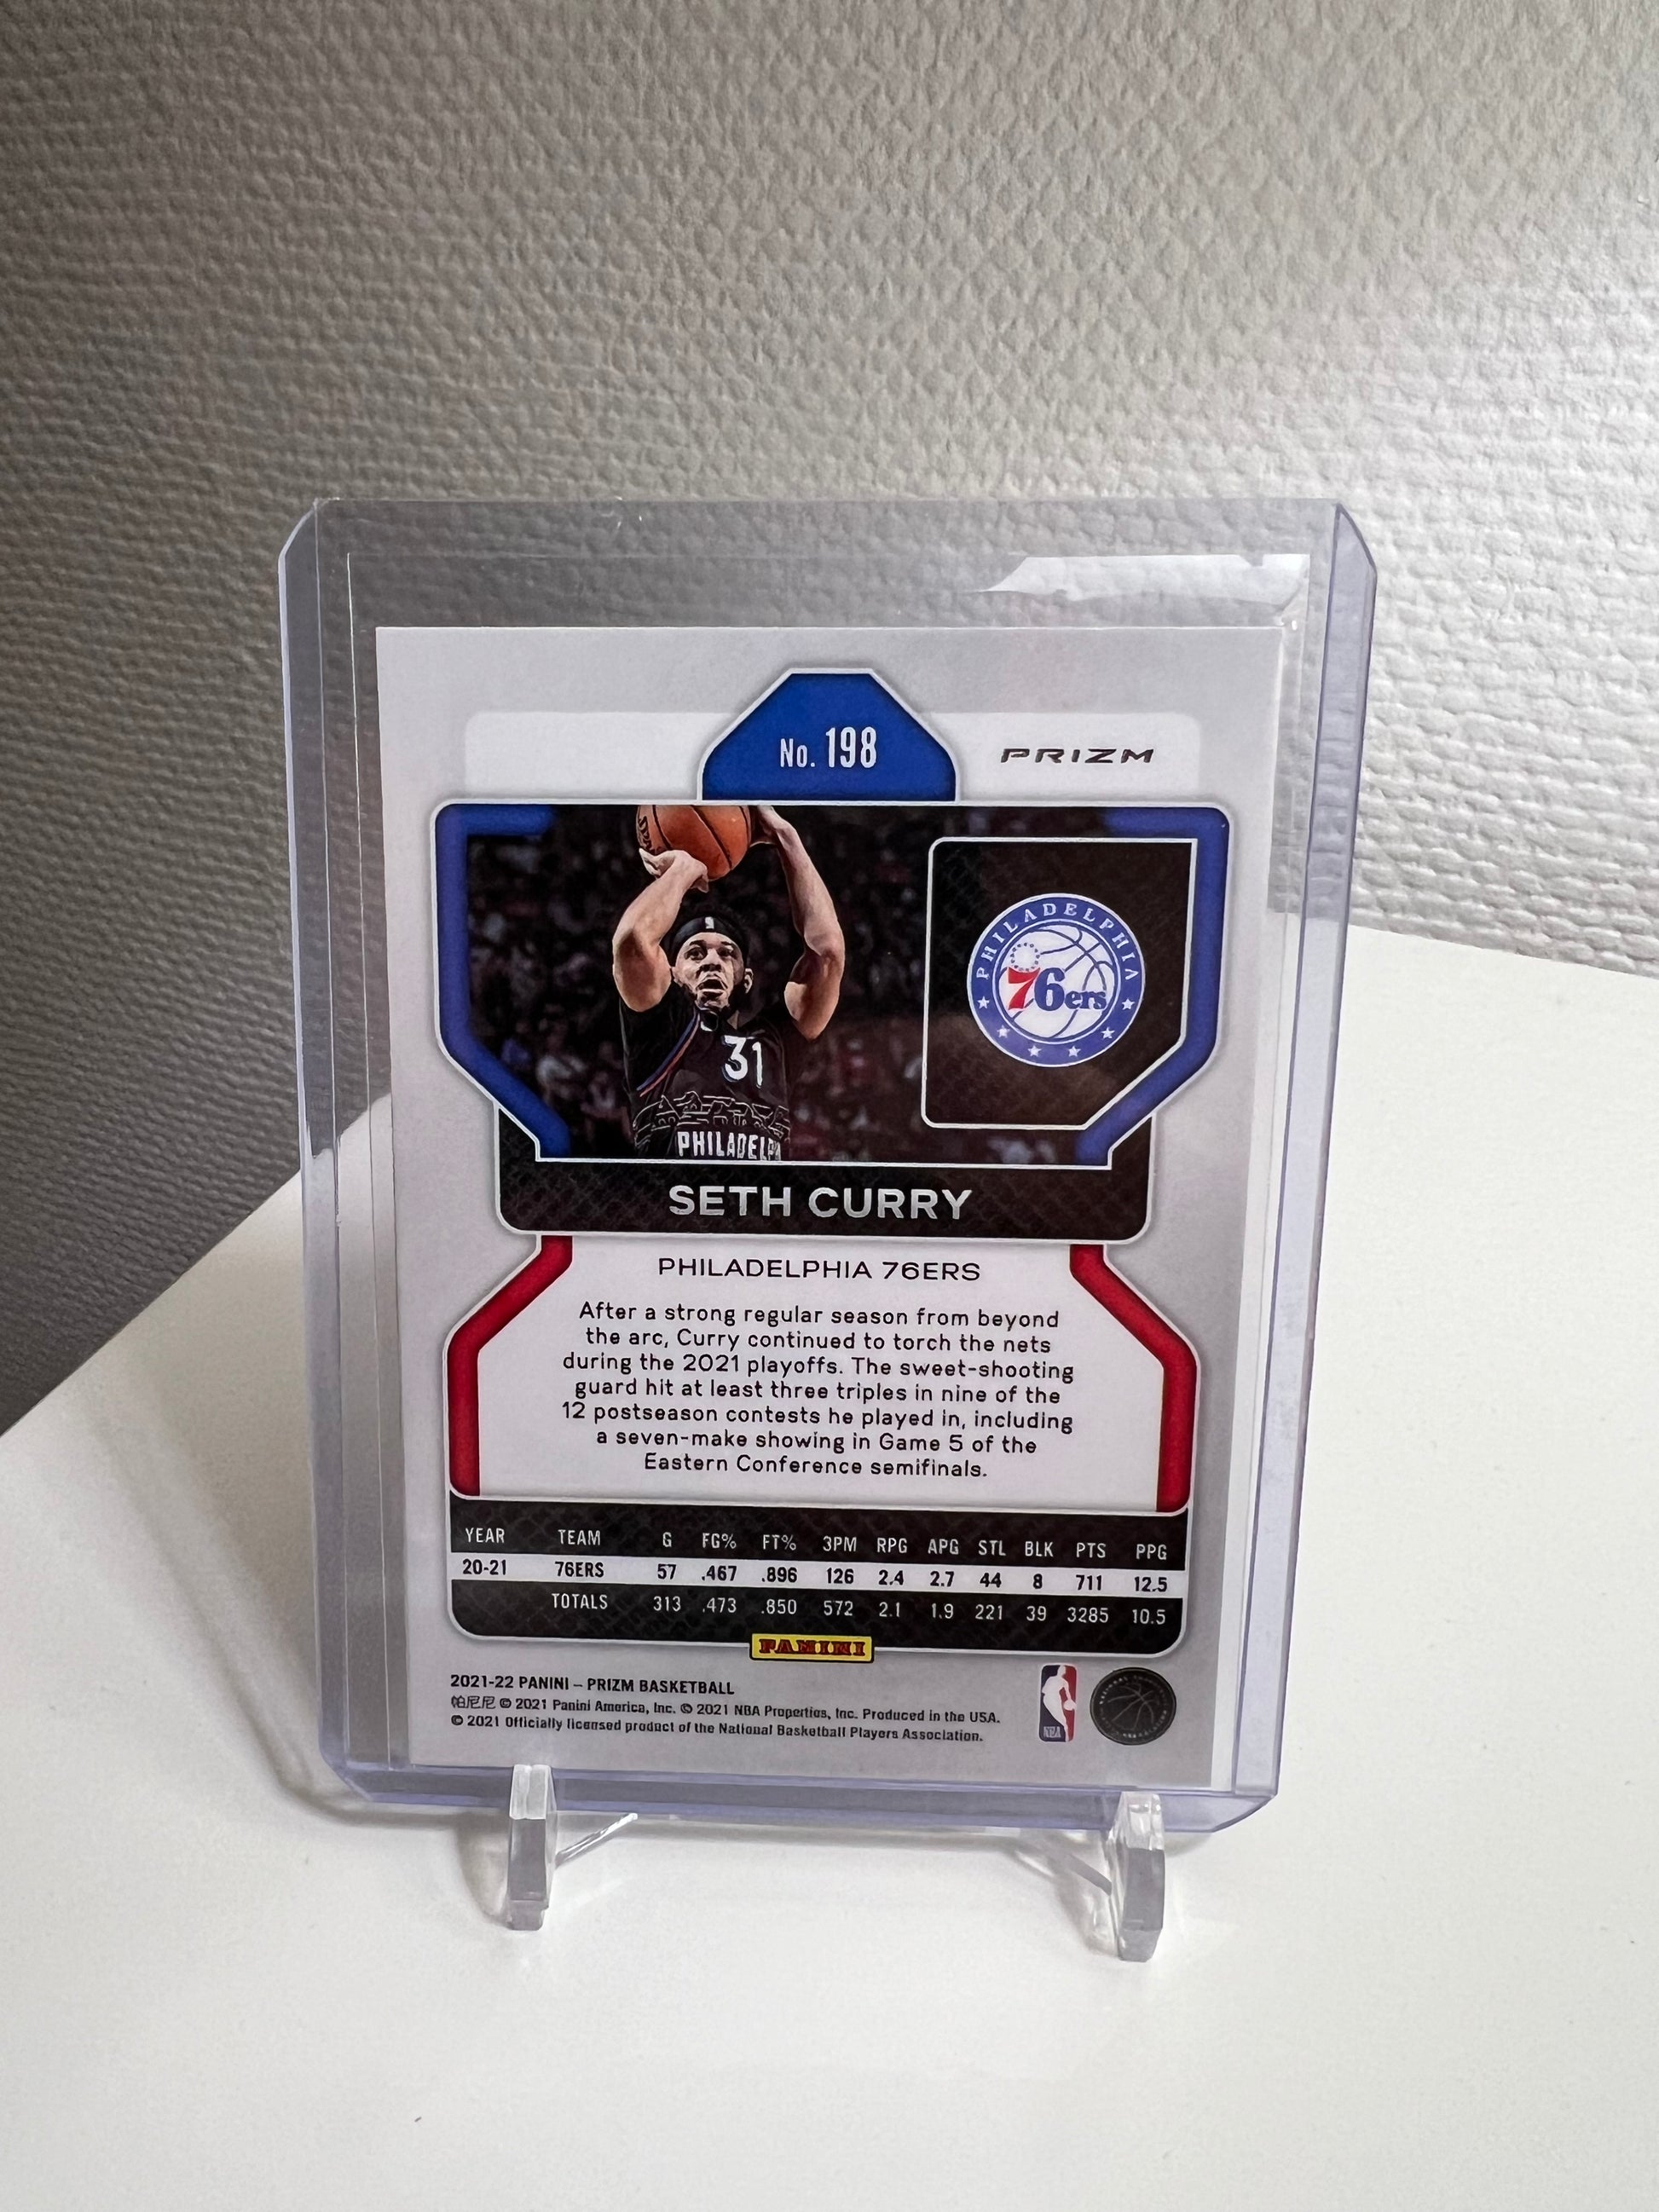 No. 198
PRIZM
PHILADELPHIA
76ers
31
PHILADELPH
SETH CURRY
PHILADELPHIA 76ERS
After a strong regular season from beyond
the arc, Curry continued to torch the nets
during the 2021 playoffs. The sweet-shooting
guard hit at least three triples in nine of the
12 postseason contests he played in, including
a seven-make showing in Game 5 of the
Eastern Conference semifinals.
YEAR TEAM G FG% FT% 3PM RPG APG STL BLK PTS PPG
20-21 76ERS 57 .467 .896 126 2.4 2.7 44 8 711 12.5
TOTALS 313 .473 .850 572 2.1 1.9 221 39 3285 10.5
PANINI
2021-22 PANINI – PRIZM BASKETBALL
帕尼尼 © 2021 Panini America, Inc. © 2021 NBA Properties, Inc. Produced in the USA.
© 2021 Officially licensed product of the National Basketball Players Association.
NBA